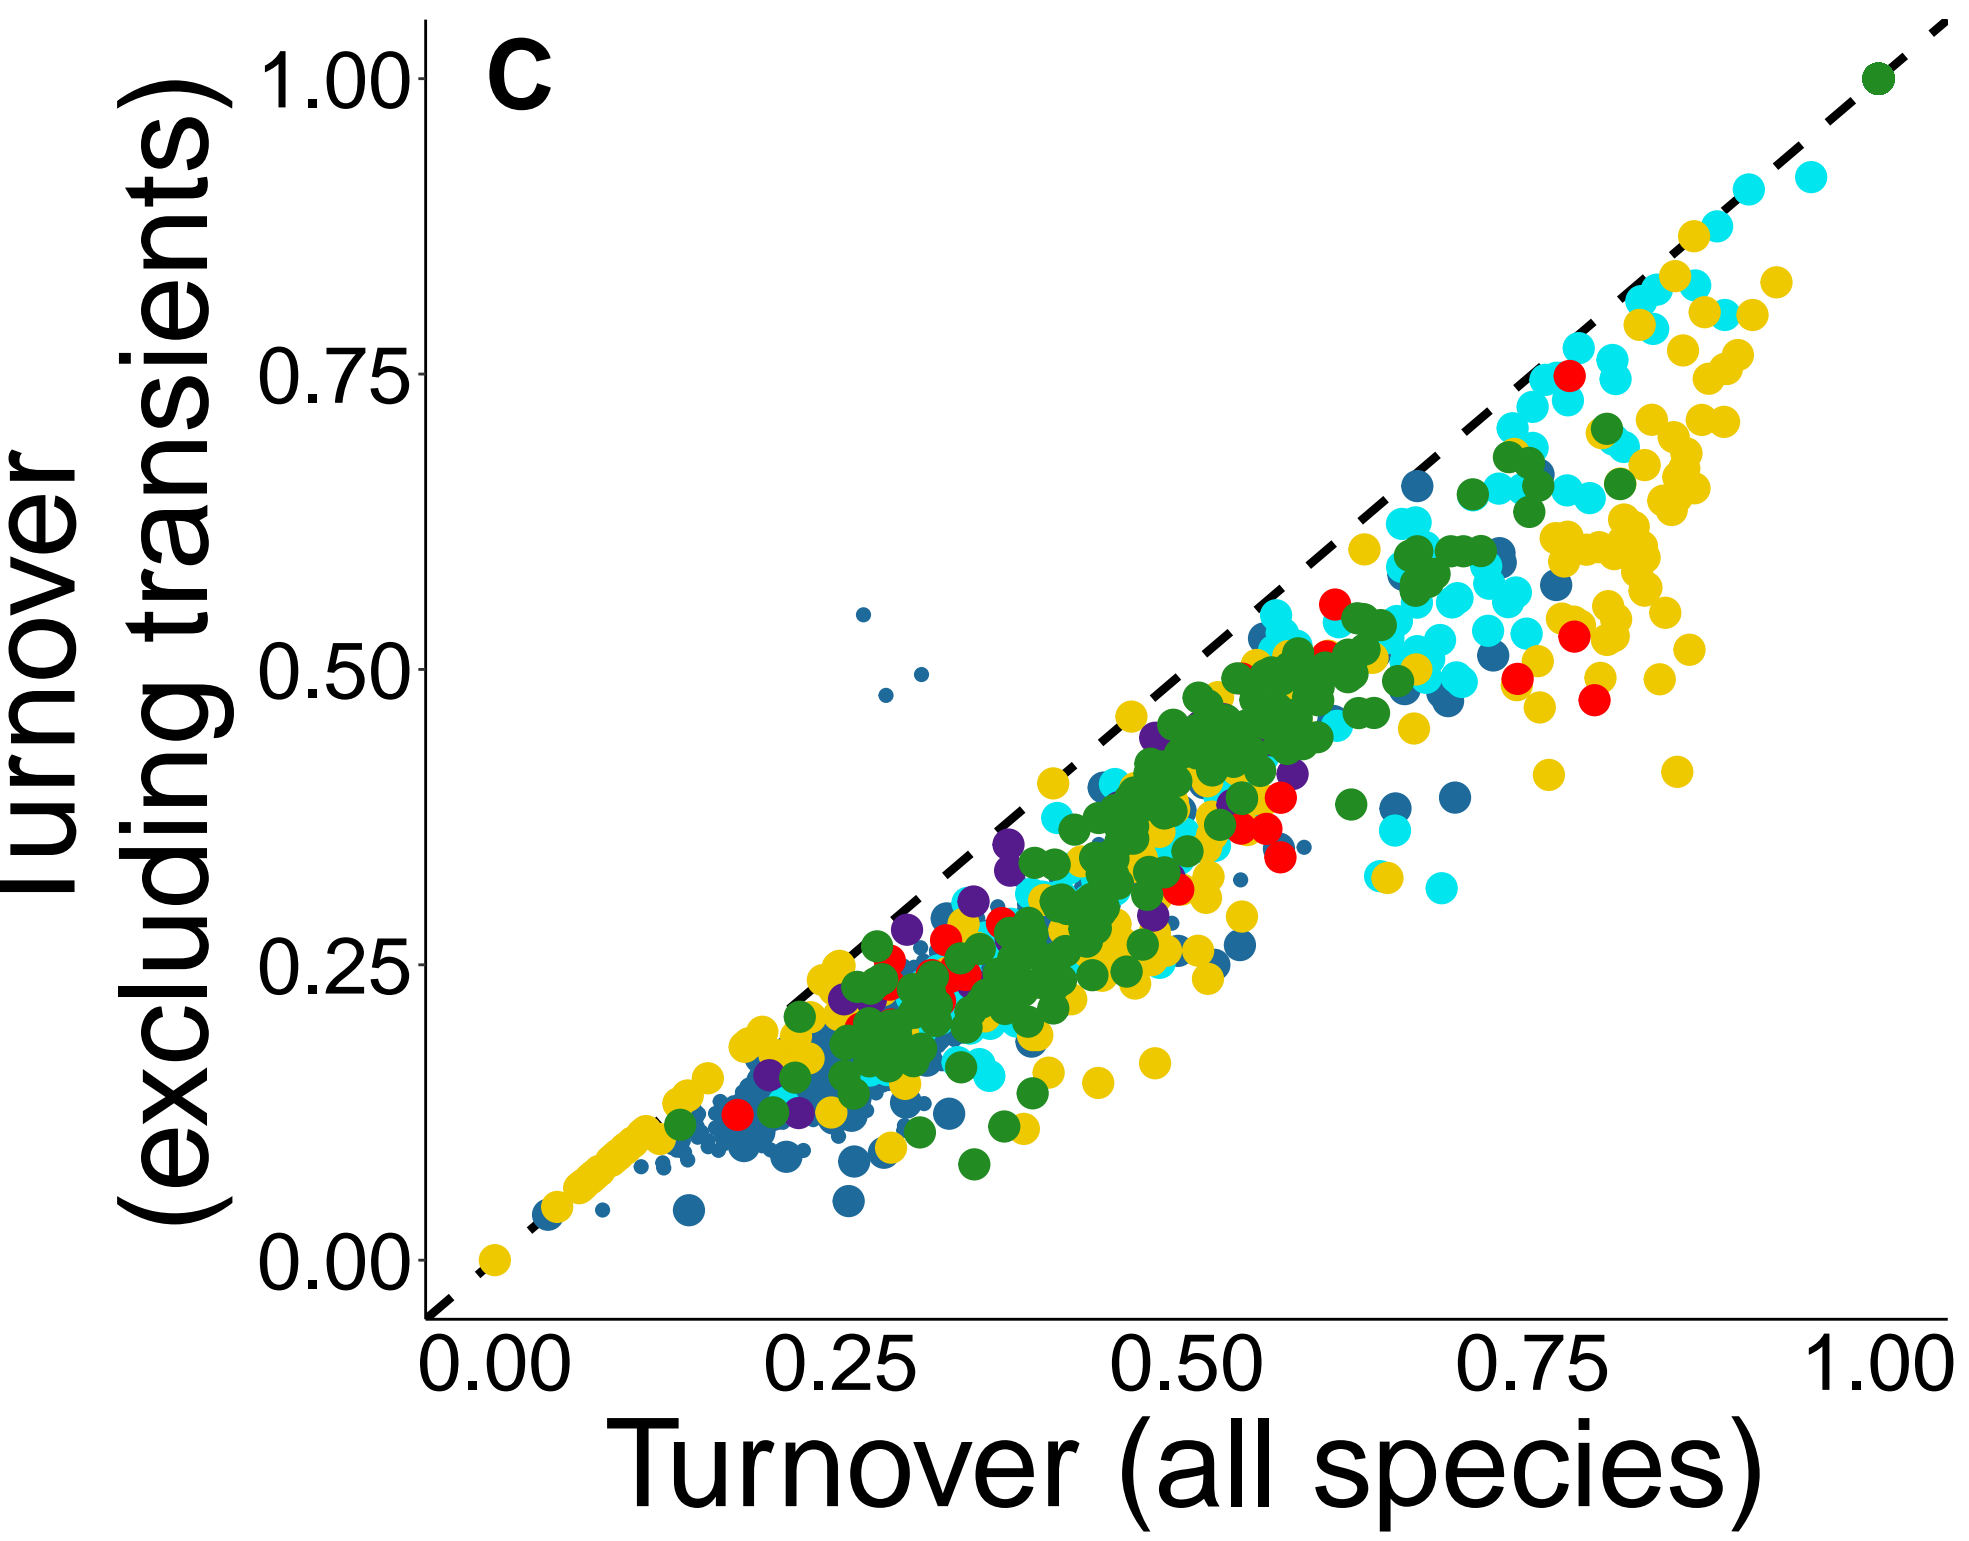 C
Turnover
(excluding transients)
1.00
0.75
0.50
0.25
0.00
0.00 0.25 0.50 0.75 1.00
Turnover (all species)